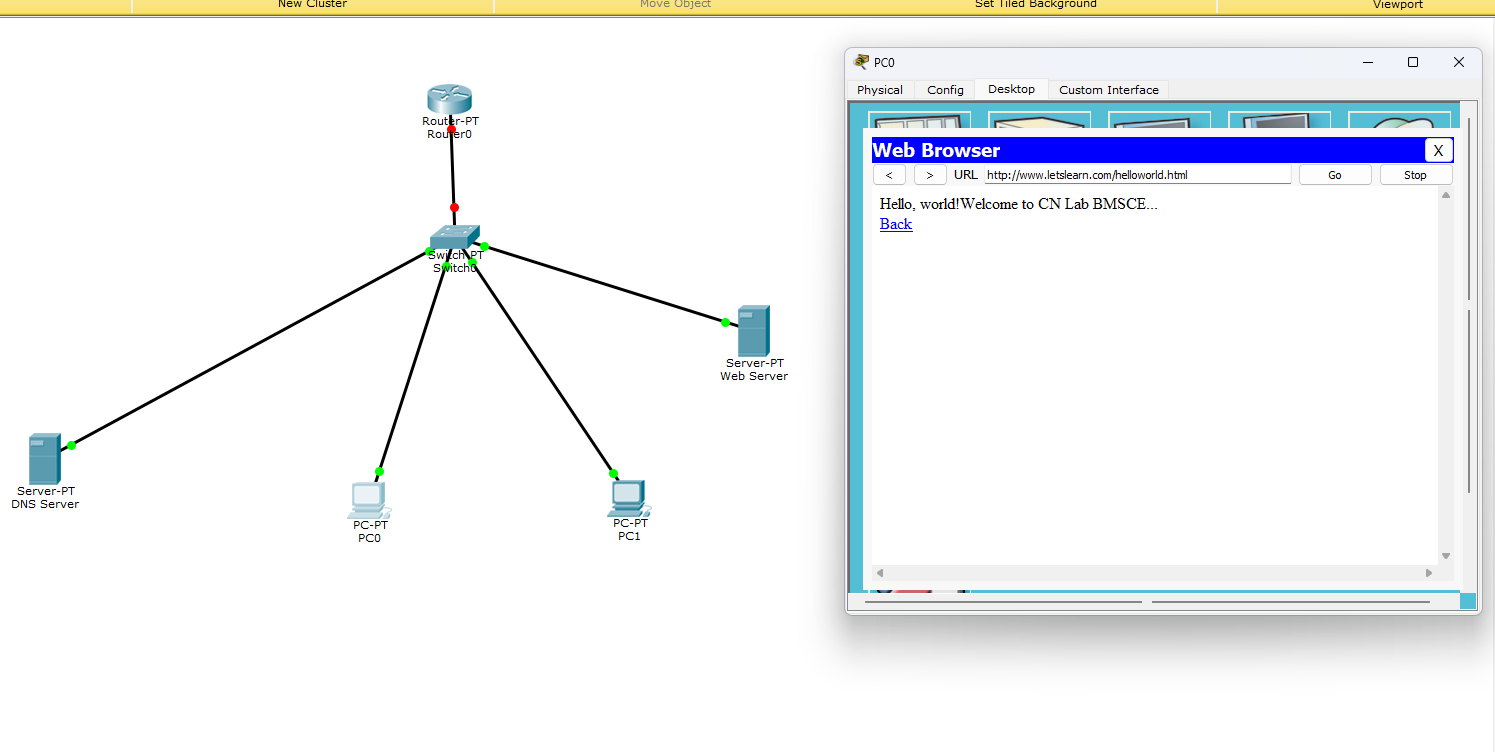 New Cluster
Move Object
Set Tiled Background
Viewport
Router-PT
Router0
Switch-PT
Switch0
Server-PT
Web Server
Server-PT
DNS Server
PC-PT
PC0
PC-PT
PC1
PC0
Physical
Config
Desktop
Custom Interface
Web Browser
X
<
>
URL
http://www.letslearn.com/helloworld.html
Go
Stop
Hello, world!Welcome to CN Lab BMSCE...
Back